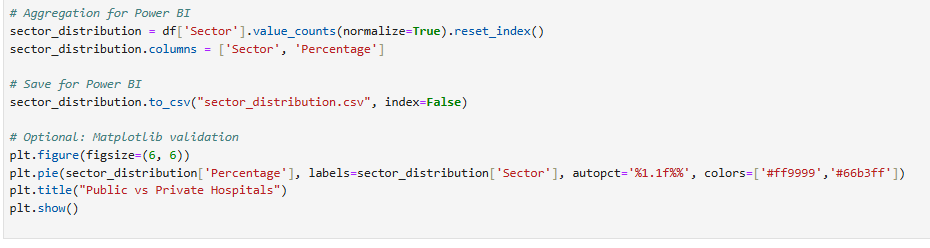 # Aggregation for Power BI
sector_distribution = df['Sector'].value_counts(normalize=True).reset_index()
sector_distribution.columns = ['Sector', 'Percentage']
# Save for Power BI
sector_distribution.to_csv("sector_distribution.csv", index=False)
# Optional: Matplotlib validation
plt.figure(figsize=(6, 6))
plt.pie(sector_distribution['Percentage'], labels=sector_distribution['Sector'], autopct='%1.1f%%', colors=['#ff9999','#66b3ff'])
plt.title("Public vs Private Hospitals")
plt.show()